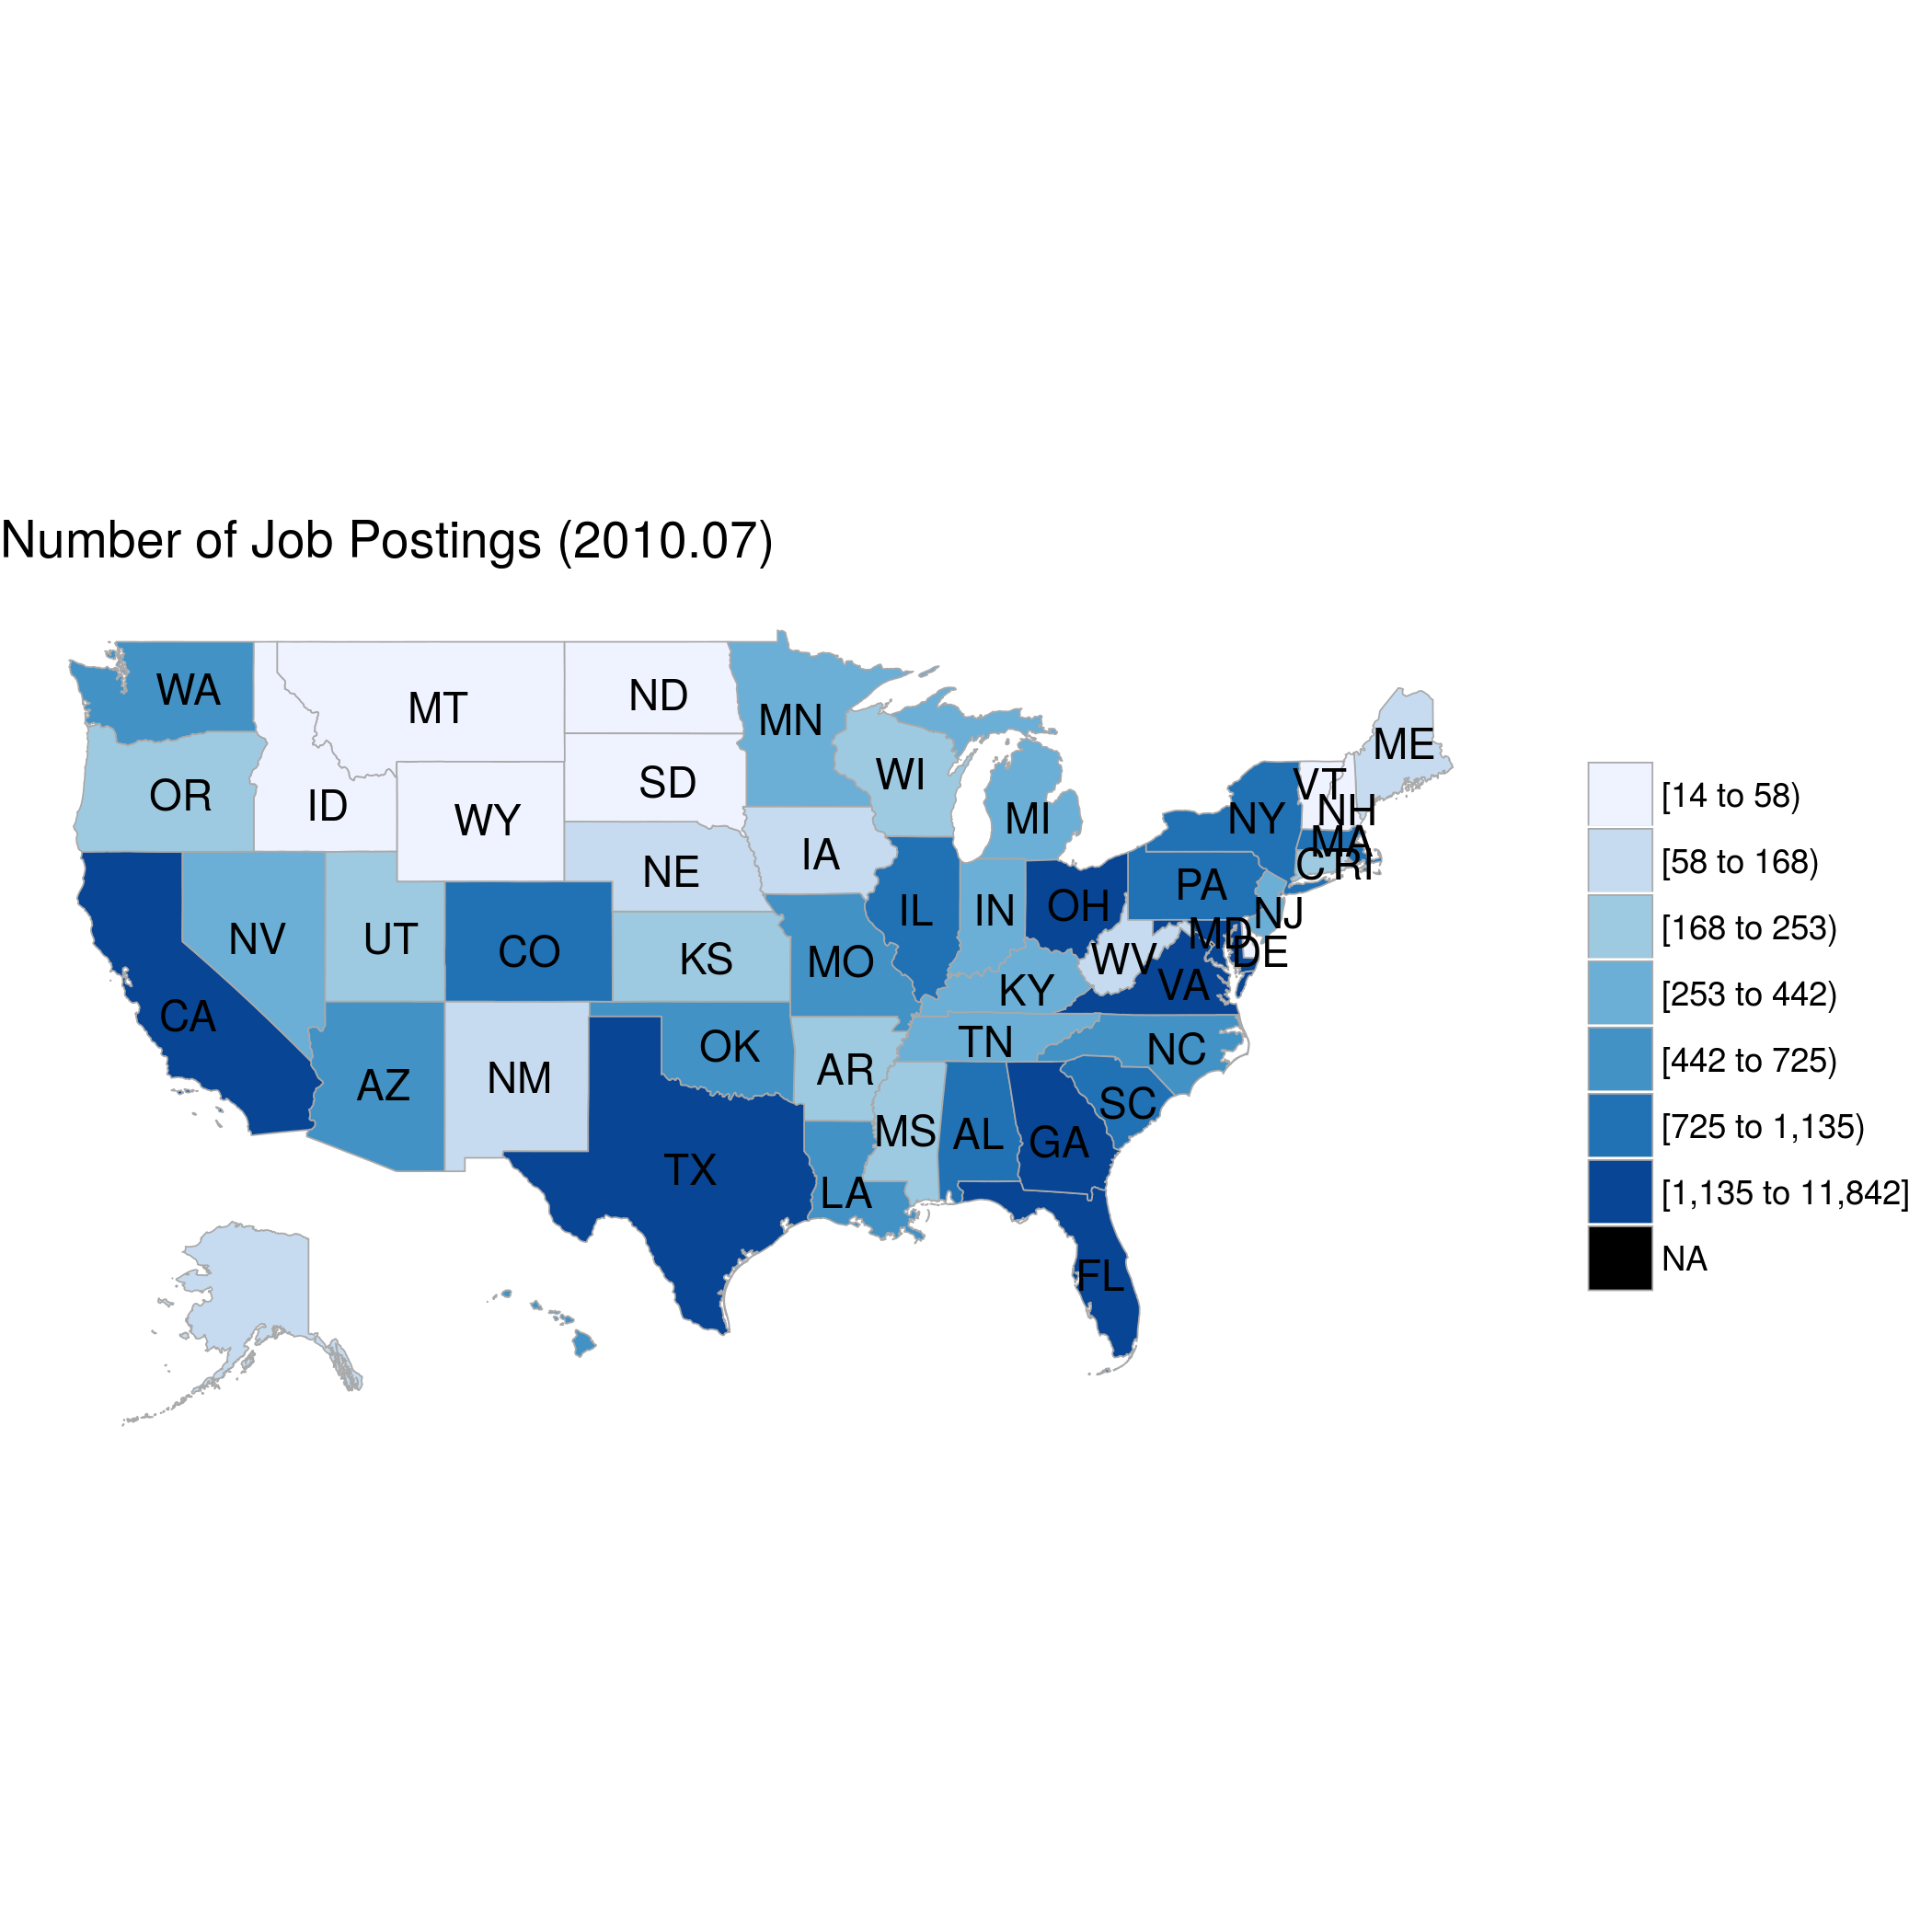 Number of Job Postings (2010.07)
WA
MT
ND
MN
ME
OR
ID
WY
SD
WI
MI
NY
VT
NH
MA
CT
RI
NE
IA
PA
NJ
IL
IN
OH
MD
DE
NV
UT
CO
KS
MO
WV
VA
KY
CA
OK
TN
NC
AZ
NM
AR
SC
MS
AL
GA
TX
LA
FL
[14 to 58)
[58 to 168)
[168 to 253)
[253 to 442)
[442 to 725)
[725 to 1,135)
[1,135 to 11,842]
NA